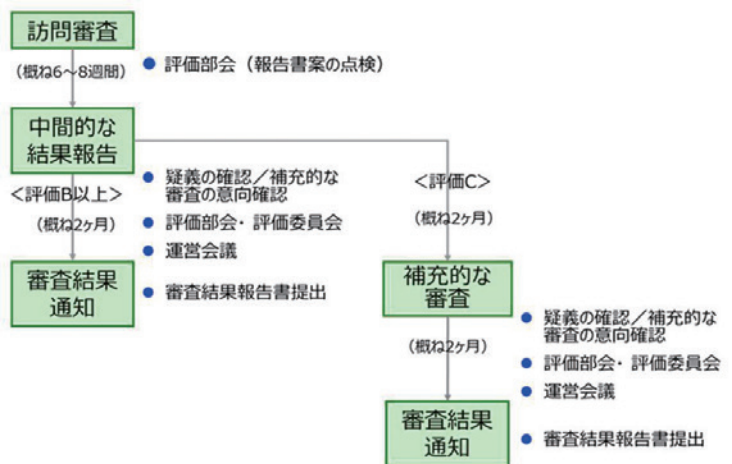 訪問審査
(概ね6～8週間)
● 評価部会（報告書案の点検）
中間的な
結果報告
<評価B以上>
(概ね2ヶ月)
● 疑義の確認／補充的な
審査の意向確認
● 評価部会・評価委員会
● 運営会議
審査結果
通知
● 審査結果報告書提出
<評価C>
(概ね2ヶ月)
補充的な
審査
(概ね2ヶ月)
● 疑義の確認／補充的な
審査の意向確認
● 評価部会・評価委員会
● 運営会議
審査結果
通知
● 審査結果報告書提出